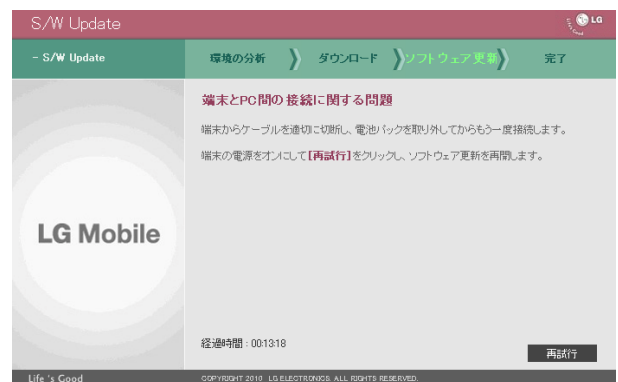 S/W Update
LG
- S/W Update
環境の分析
ダウンロード
ソフトウェア更新
完了
端末とPC間の接続に関する問題
端末からケーブルを適切に切断し、電池パックを取り外してからもう一度接続します。
端末の電源をオンにして[再試行]をクリックし、ソフトウェア更新を再開します。
LG Mobile
経過時間 : 00:13:18
再試行
Life 's Good
COPYRIGHT 2010 LG ELECTRONICS. ALL RIGHTS RESERVED.